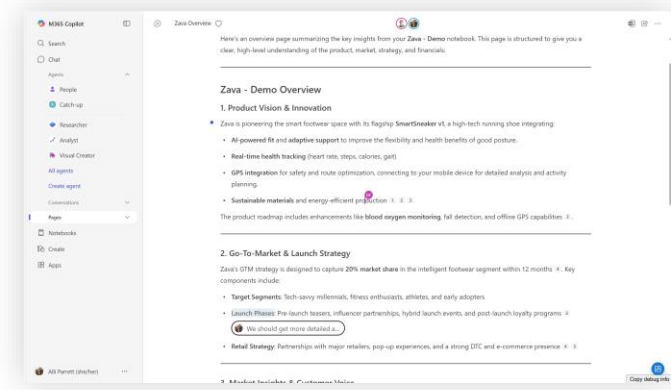 M365 Copilot
Zava Overview
Search
Chat
Agents
People
Catch-up
Researcher
Analyst
Visual Creator
All agents
Create agent
Conversations
Pages
Notebooks
Create
Apps
Here's an overview page summarizing the key insights from your Zava - Demo notebook. This page is structured to give you a
clear, high-level understanding of the product, market, strategy, and financials:
Zava - Demo Overview
1. Product Vision & Innovation
Zava is pioneering the smart footwear space with its flagship SmartSneaker v1, a high-tech running shoe integrating:
• AI-powered fit and adaptive support to improve the flexibility and health benefits of good posture.
• Real-time health tracking (heart rate, steps, calories, gait)
• GPS integration for safety and route optimization, connecting to your mobile device for detailed analysis and activity
planning.
• Sustainable materials and energy-efficient production 1 2 3
The product roadmap includes enhancements like blood oxygen monitoring, fall detection, and offline GPS capabilities .
2. Go-To-Market & Launch Strategy
Zava's GTM strategy is designed to capture 20% market share in the intelligent footwear segment within 12 months . Key
components include:
• Target Segments: Tech-savvy millennials, fitness enthusiasts, athletes, and early adopters
• Launch Phases: Pre-launch teasers, influencer partnerships, hybrid launch events, and post-launch loyalty programs
We should get more detailed a...
• Retail Strategy: Partnerships with major retailers, pop-up experiences, and a strong DTC and e-commerce presence
3. Market Insights & Customer Voice
Alli Parrett
Copy debug info